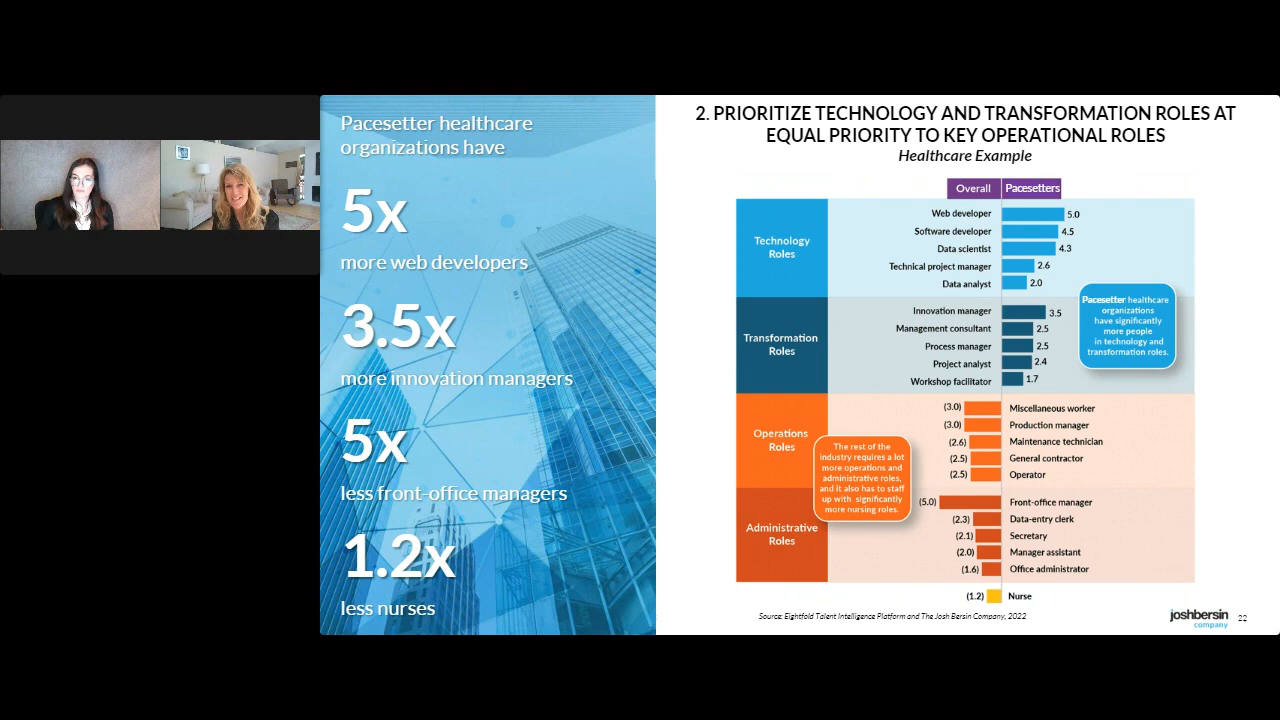 Pacesetter healthcare
organizations have
5x
more web developers
3.5x
more innovation managers
5x
less front-office managers
1.2x
less nurses
2. PRIORITIZE TECHNOLOGY AND TRANSFORMATION ROLES AT
EQUAL PRIORITY TO KEY OPERATIONAL ROLES
Healthcare Example
Overall Pacesetters
Technology
Roles
Web developer 5.0
Software developer 4.5
Data scientist 4.3
Technical project manager 2.6
Data analyst 2.0
Transformation
Roles
Innovation manager 3.5
Management consultant 2.5
Process manager 2.5
Project analyst 2.4
Workshop facilitator 1.7
Pacesetter healthcare
organizations
have significantly
more people
in technology and
transformation roles.
Operations
Roles
(3.0) Miscellaneous worker
(3.0) Production manager
(2.6) Maintenance technician
(2.5) General contractor
(2.5) Operator
The rest of the
industry requires a lot
more operations and
administrative roles,
and it also has to staff
up with significantly
more nursing roles.
Administrative
Roles
(5.0) Front-office manager
(2.3) Data-entry clerk
(2.1) Secretary
(2.0) Manager assistant
(1.6) Office administrator
(1.2) Nurse
Source: Eightfold Talent Intelligence Platform and The Josh Bersin Company, 2022
joshbersin
company
22